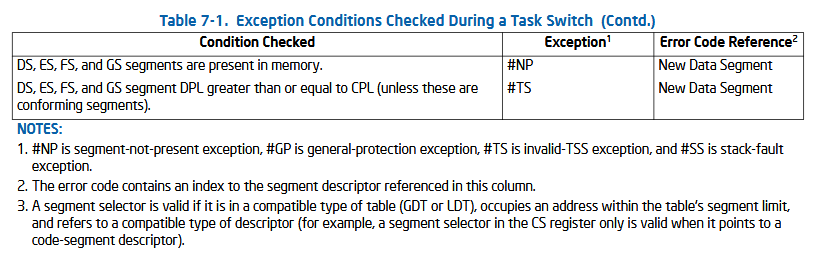 Table 7-1. Exception Conditions Checked During a Task Switch (Contd.)
Condition Checked Exception1 Error Code Reference2
DS, ES, FS, and GS segments are present in memory. #NP New Data Segment
DS, ES, FS, and GS segment DPL greater than or equal to CPL (unless these are #TS New Data Segment
conforming segments).
NOTES:
1. #NP is segment-not-present exception, #GP is general-protection exception, #TS is invalid-TSS exception, and #SS is stack-fault
exception.
2. The error code contains an index to the segment descriptor referenced in this column.
3. A segment selector is valid if it is in a compatible type of table (GDT or LDT), occupies an address within the table's segment limit,
and refers to a compatible type of descriptor (for example, a segment selector in the CS register only is valid when it points to a
code-segment descriptor).